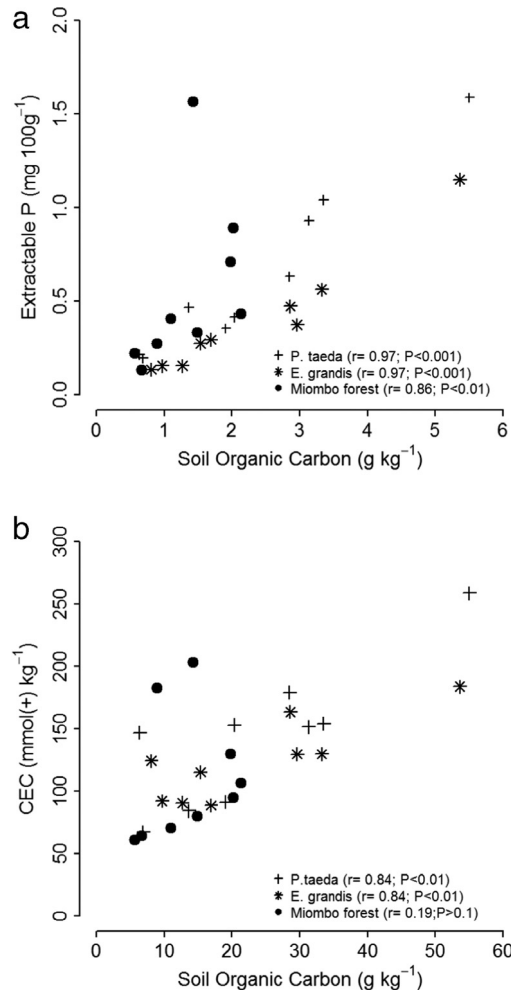 a
2.0
1.5
1.0
0.5
0.0
Extractable P (mg 100g⁻¹)
+ P. taeda (r= 0.97; P<0.001)
✳ E. grandis (r= 0.97; P<0.001)
● Miombo forest (r= 0.86; P<0.01)
0 1 2 3 4 5 6
Soil Organic Carbon (g kg⁻¹)
b
300
250
200
150
100
50
0
CEC (mmol(+) kg⁻¹)
+ P.taeda (r= 0.84; P<0.01)
✳ E. grandis (r= 0.84; P<0.01)
● Miombo forest (r= 0.19;P>0.1)
0 10 20 30 40 50 60
Soil Organic Carbon (g kg⁻¹)